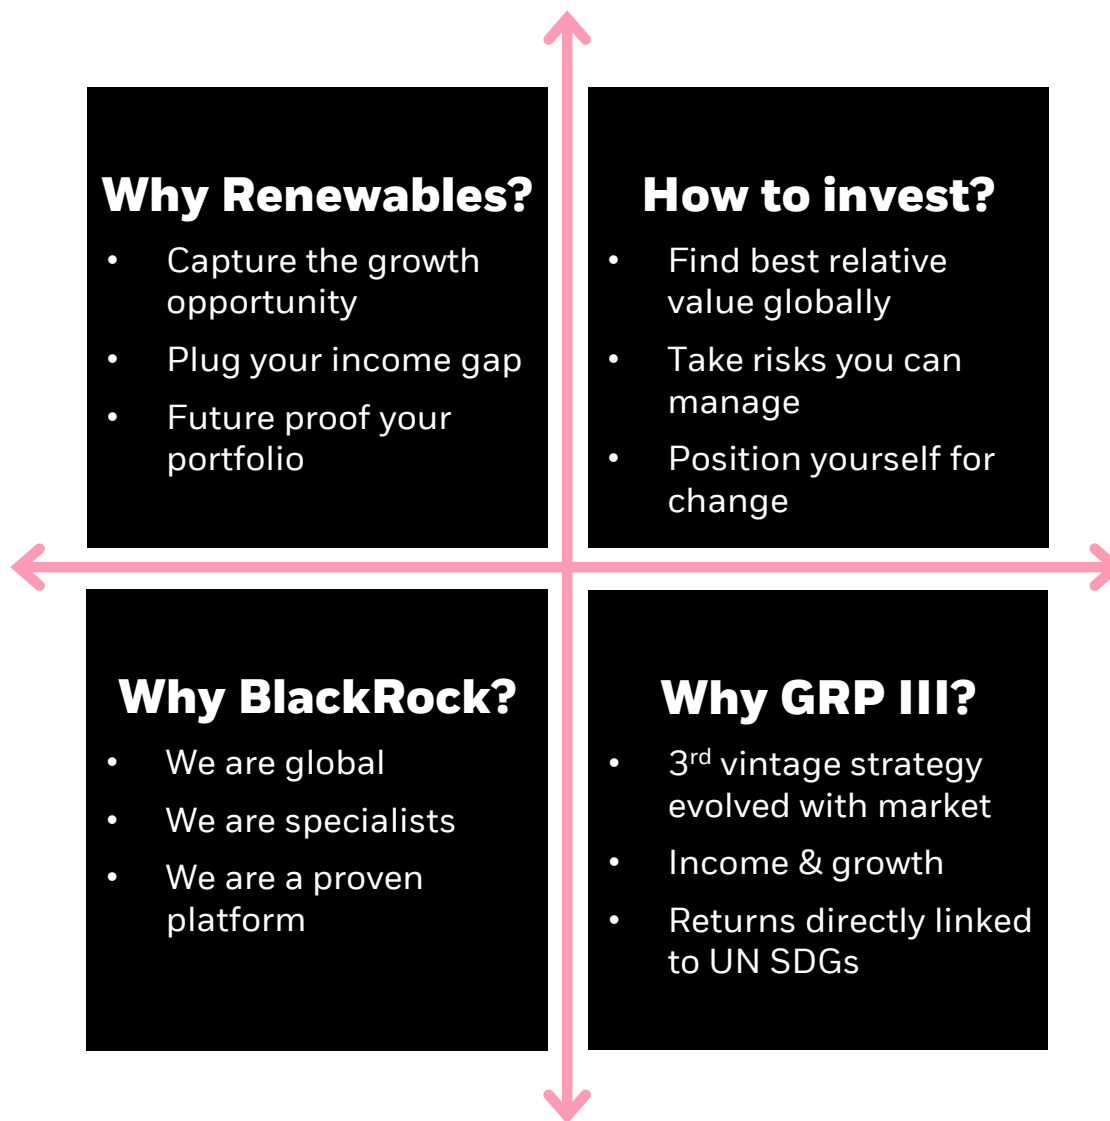 Why Renewables?
• Capture the growth
opportunity
• Plug your income gap
• Future proof your
portfolio
How to invest?
• Find best relative
value globally
• Take risks you can
manage
• Position yourself for
change
Why BlackRock?
• We are global
• We are specialists
• We are a proven
platform
Why GRP III?
• 3rd vintage strategy
evolved with market
• Income & growth
• Returns directly linked
to UN SDGs